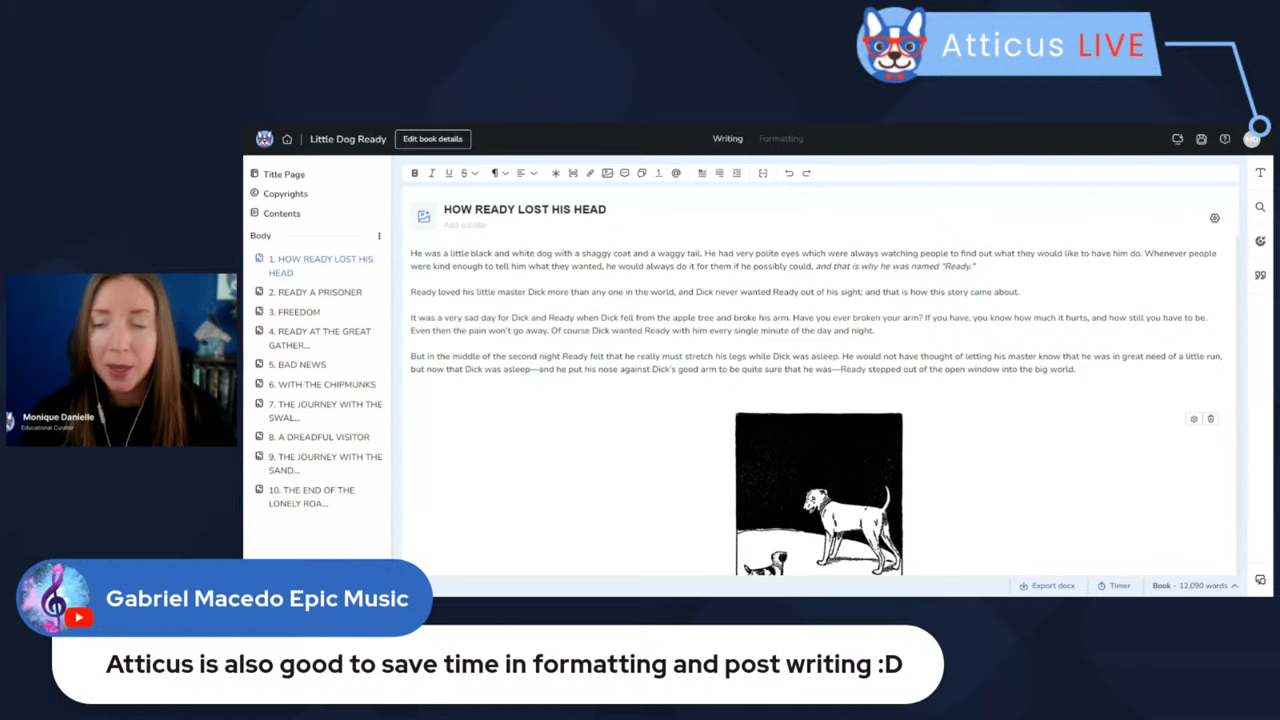 Atticus LIVE
Little Dog Ready
Edit book details
Writing
Formatting
Title Page
Copyrights
Contents
Body
1. HOW READY LOST HIS
HEAD
2. READY A PRISONER
3. FREEDOM
4. READY AT THE GREAT
GATHER...
5. BAD NEWS
6. WITH THE CHIPMUNKS
7. THE JOURNEY WITH THE
SWAL...
8. A DREADFUL VISITOR
9. THE JOURNEY WITH THE
SAND...
10. THE END OF THE
LONELY ROA...
HOW READY LOST HIS HEAD
Add subtitle
He was a little black and white dog with a shaggy coat and a waggy tail. He had very polite eyes which were always watching people to find out what they would like to have him do. Whenever people
were kind enough to tell him what they wanted, he would always do it for them if he possibly could, and that is why he was named "Ready."
Ready loved his little master Dick more than any one in the world, and Dick never wanted Ready out of his sight; and that is how this story came about.
It was a very sad day for Dick and Ready when Dick fell from the apple tree and broke his arm. Have you ever broken your arm? If you have, you know how much it hurts, and how still you have to be.
Even then the pain won't go away. Of course Dick wanted Ready with him every single minute of the day and night.
But in the middle of the second night Ready felt that he really must stretch his legs while Dick was asleep. He would not have thought of letting his master know that he was in great need of a little run,
but now that Dick was asleep—and he put his nose against Dick's good arm to be quite sure that he was—Ready stepped out of the open window into the big world.
Export docx
Timer
Book - 12,090 words
Monique Danielle
Educational Curator
Gabriel Macedo Epic Music
Atticus is also good to save time in formatting and post writing :D